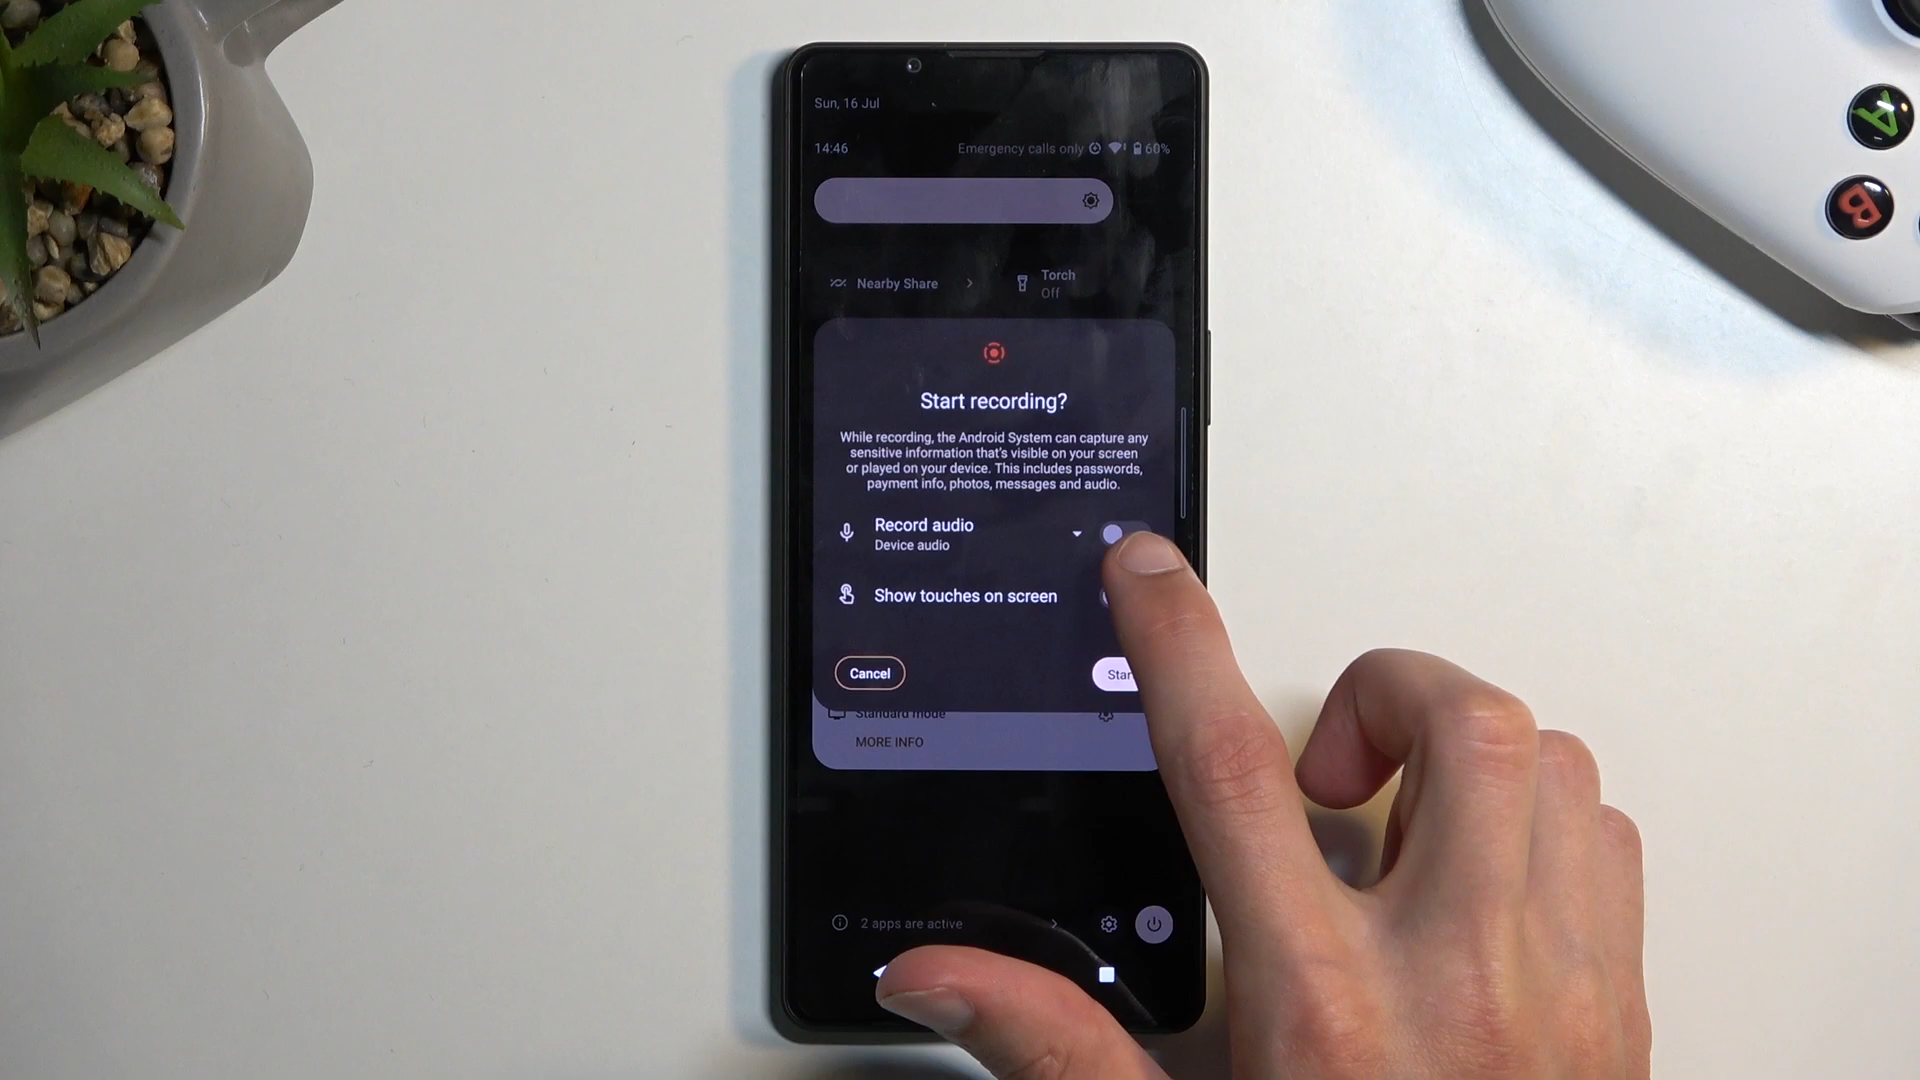 Sun, 16 Jul
14:46 Emergency calls only 60%
Nearby Share
Torch
Off
Start recording?
While recording, the Android System can capture any
sensitive information that's visible on your screen
or played on your device. This includes passwords,
payment info, photos, messages and audio.
Record audio
Device audio
Show touches on screen
Cancel
Star
Standard mode
MORE INFO
2 apps are active
A
B